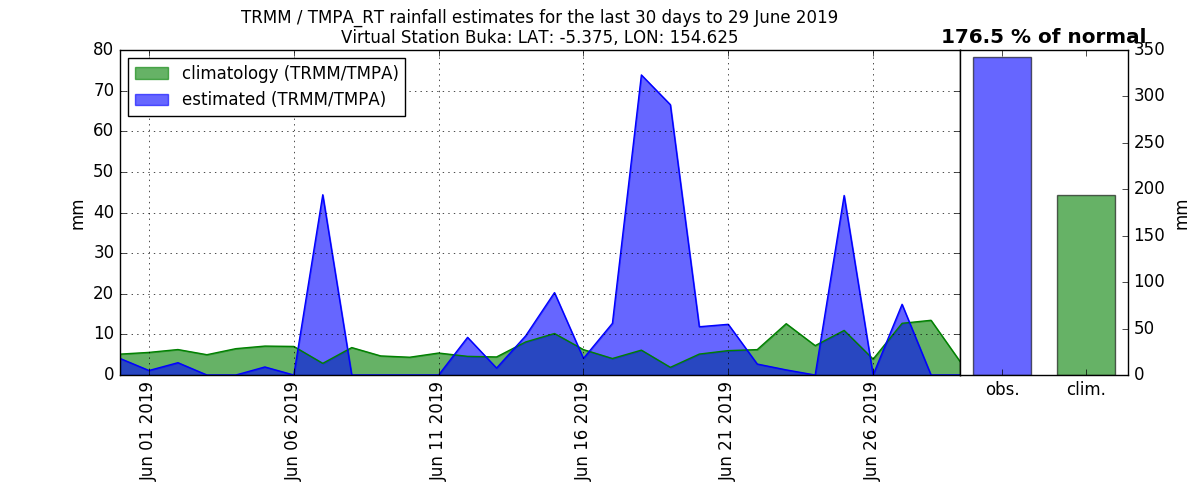 TRMM / TMPA_RT rainfall estimates for the last 30 days to 29 June 2019
Virtual Station Buka: LAT: -5.375, LON: 154.625
176.5 % of normal
climatology (TRMM/TMPA)
estimated (TRMM/TMPA)
80
70
60
50
40
30
20
10
0
mm
Jun 01 2019
Jun 06 2019
Jun 11 2019
Jun 16 2019
Jun 21 2019
Jun 26 2019
350
300
250
200
150
100
50
0
mm
obs.
clim.